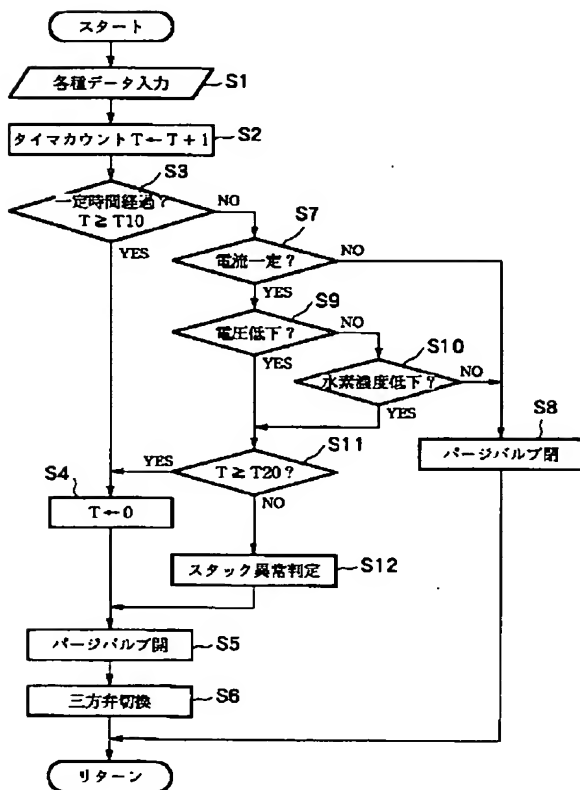 スタート
各種データ入力
S1
タイマカウント T←T+1
S2
S3
一定時間経過?
T≧T10
NO
YES
S7
電流一定?
NO
YES
S9
電圧低下?
NO
YES
S10
水素濃度低下?
NO
YES
S8
パージバルブ閉
S11
T≧T20?
YES
NO
S4
T←0
スタック異常判定
S12
パージバルブ開
S5
三方弁切換
S6
リターン